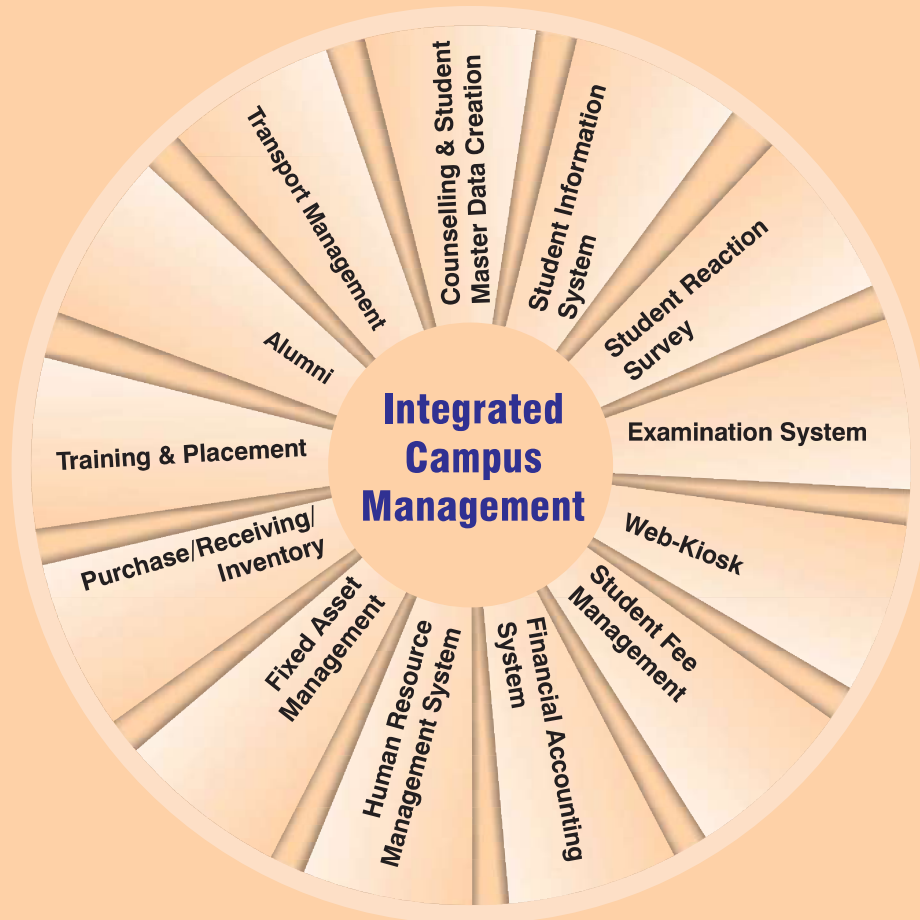 Integrated
Campus
Management
Counselling & Student
Master Data Creation
Student Information
System
Student Reaction
Survey
Examination System
Web-Kiosk
Student Fee
Management
Financial Accounting
System
Human Resource
Management System
Fixed Asset
Management
Purchase/Receiving/
Inventory
Training & Placement
Alumni
Transport Management